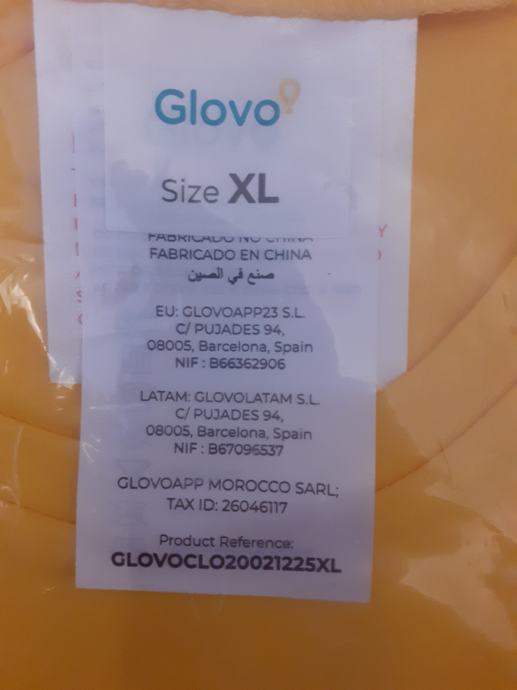 Glovo
Size XL
FABRICADO NO CHINA
FABRICADO EN CHINA
صنع في الصين
EU: GLOVOAPP23 S.L.
C/ PUJADES 94,
08005, Barcelona, Spain
NIF : B66362906
LATAM: GLOVOLATAM S.L.
C/ PUJADES 94,
08005, Barcelona, Spain
NIF : B67096537
GLOVOAPP MOROCCO SARL;
TAX ID: 26046117
Product Reference:
GLOVOCLO20021225XL